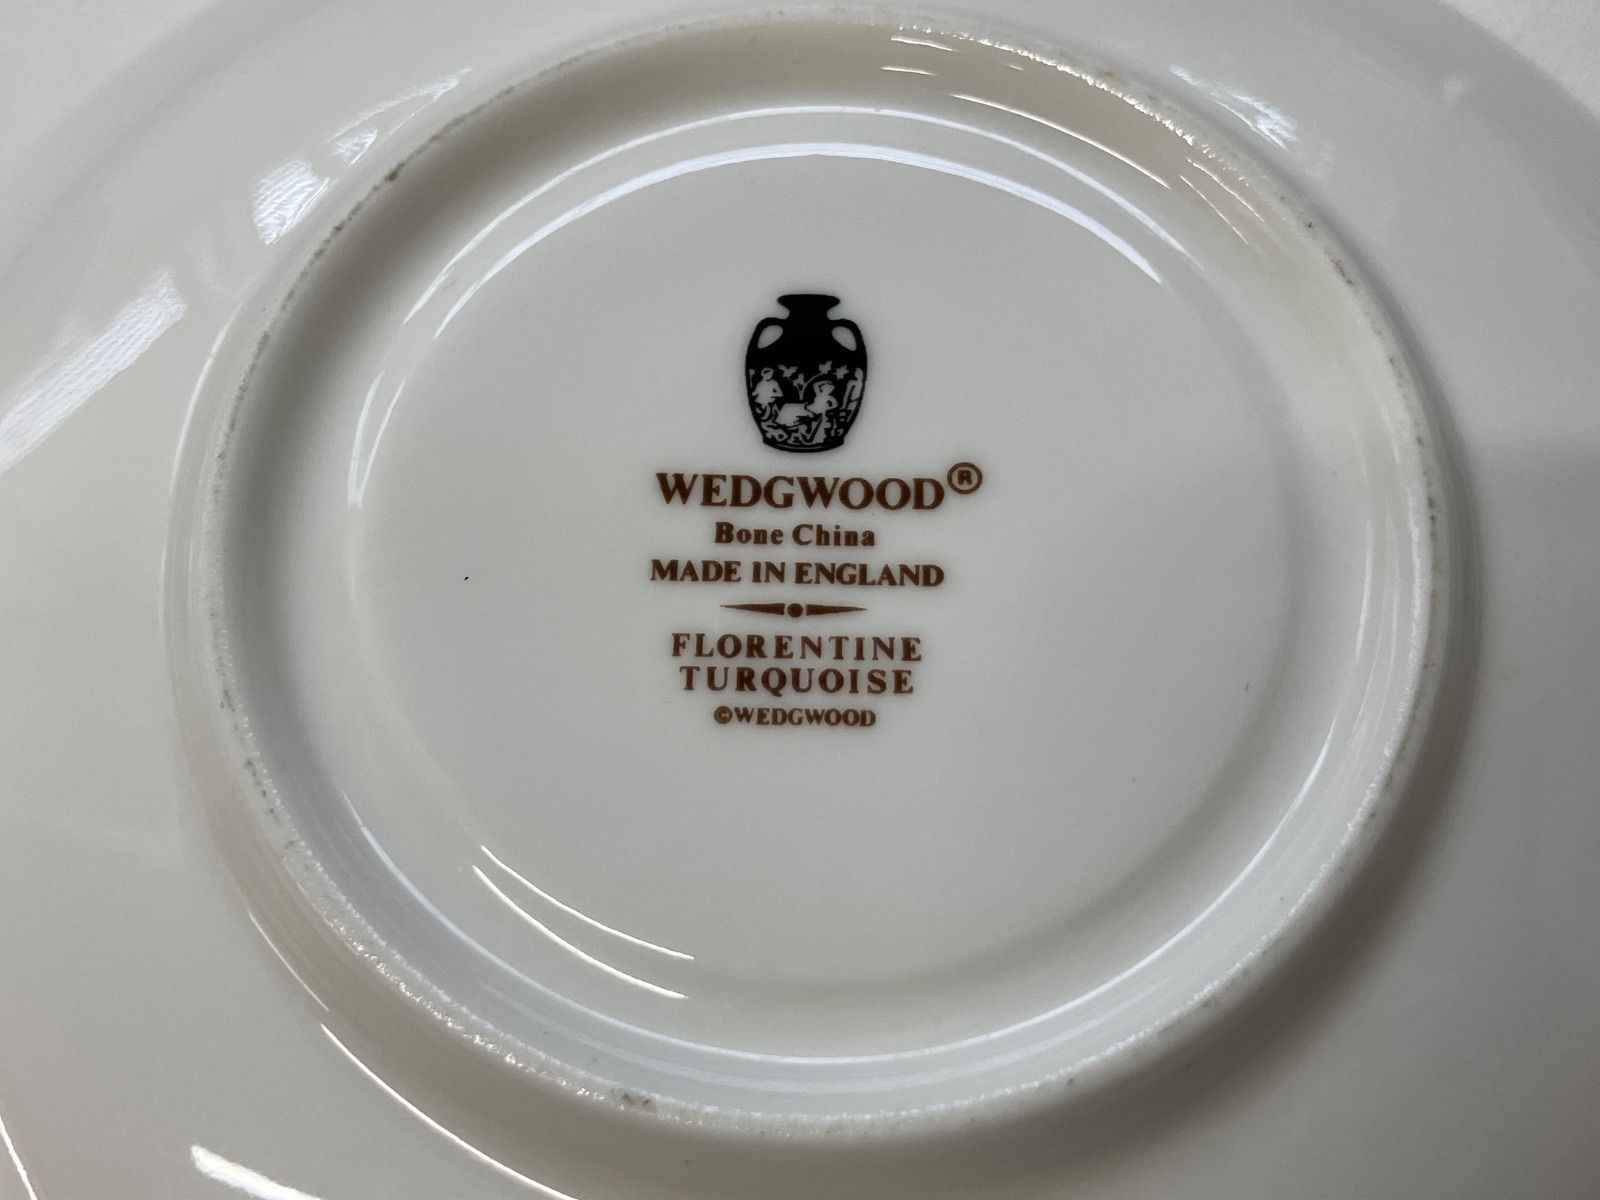 WEDGWOOD®
Bone China
MADE IN ENGLAND
FLORENTINE
TURQUOISE
©WEDGWOOD